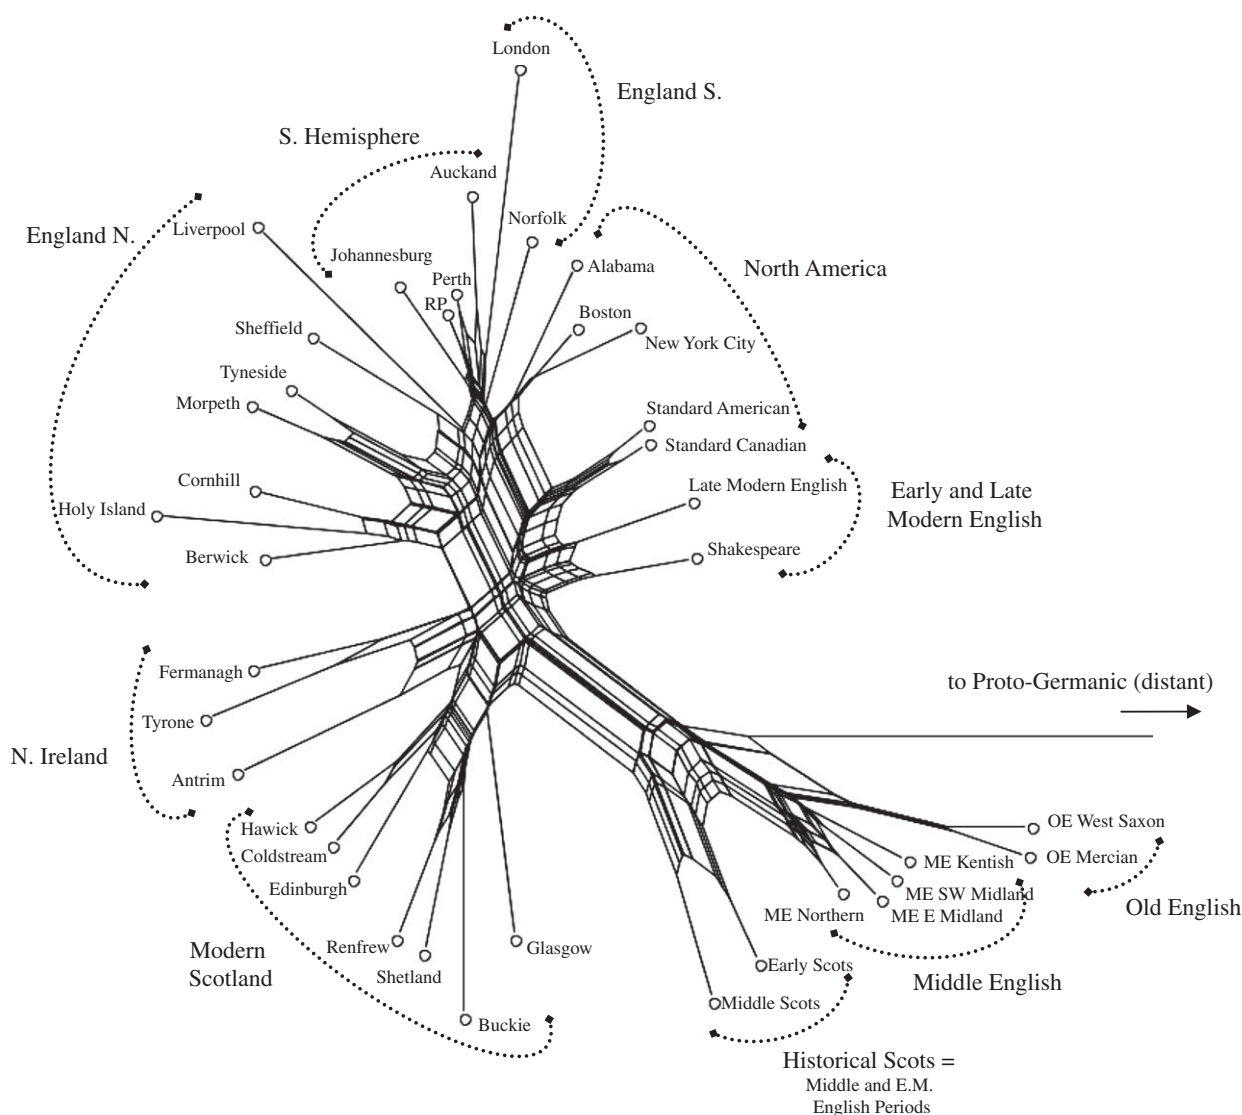 London
England S.
S. Hemisphere
Auckand
Norfolk
Liverpool
England N.
Johannesburg
Perth
RP
Alabama
North America
Boston
New York City
Sheffield
Tyneside
Morpeth
Standard American
Standard Canadian
Cornhill
Holy Island
Berwick
Late Modern English
Shakespeare
Early and Late
Modern English
Fermanagh
Tyrone
Antrim
N. Ireland
to Proto-Germanic (distant)
Hawick
Coldstream
Edinburgh
Renfrew
Shetland
Buckie
Glasgow
Modern
Scotland
OE West Saxon
OE Mercian
Old English
ME Kentish
ME SW Midland
ME E Midland
ME Northern
Middle English
Early Scots
Middle Scots
Historical Scots =
Middle and E.M.
English Periods